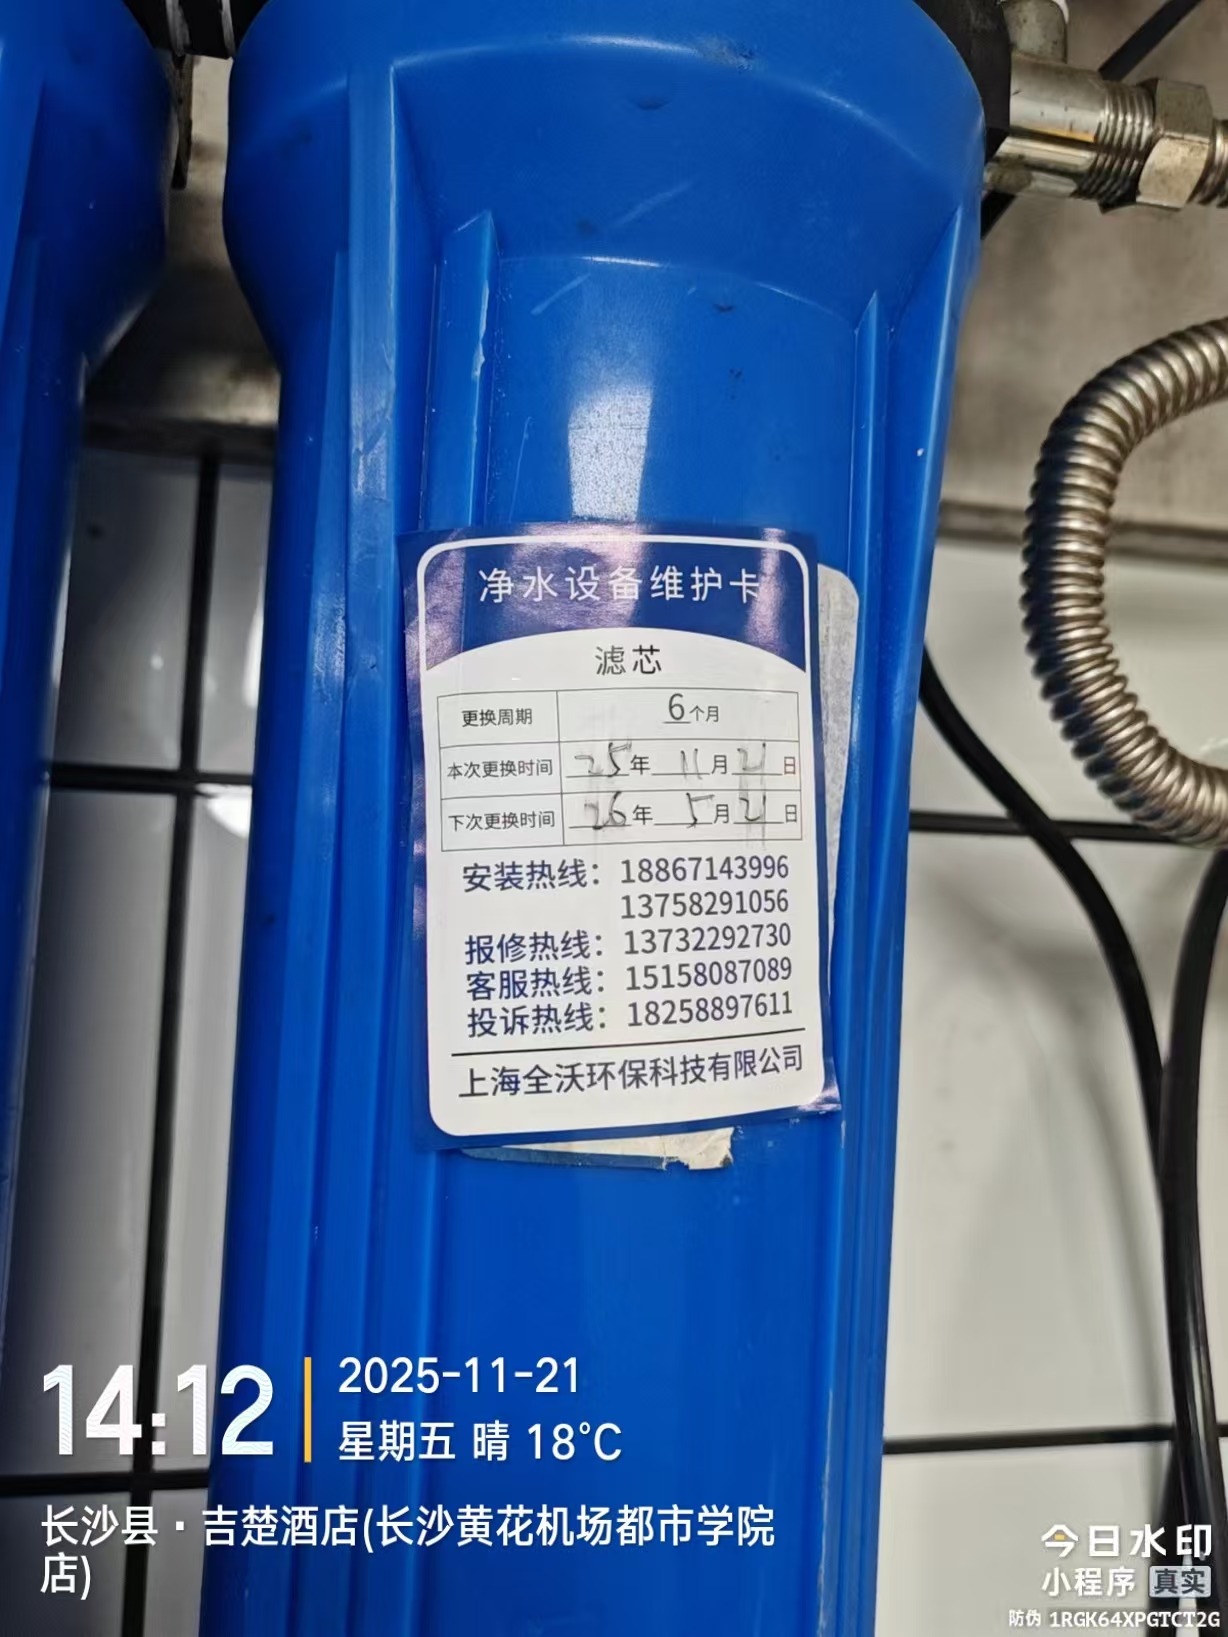 净水设备维护卡
滤芯
更换周期 6个月
本次更换时间 25年11月21日
下次更换时间 26年5月21日
安装热线：18867143996
13758291056
报修热线：13732292730
客服热线：15158087089
投诉热线：18258897611
上海全沃环保科技有限公司
14:12
2025-11-21
星期五 晴 18°C
长沙县·吉楚酒店(长沙黄花机场都市学院
店)
今日水印
小程序 真实
防伪 1RGK64XPGTCT2G